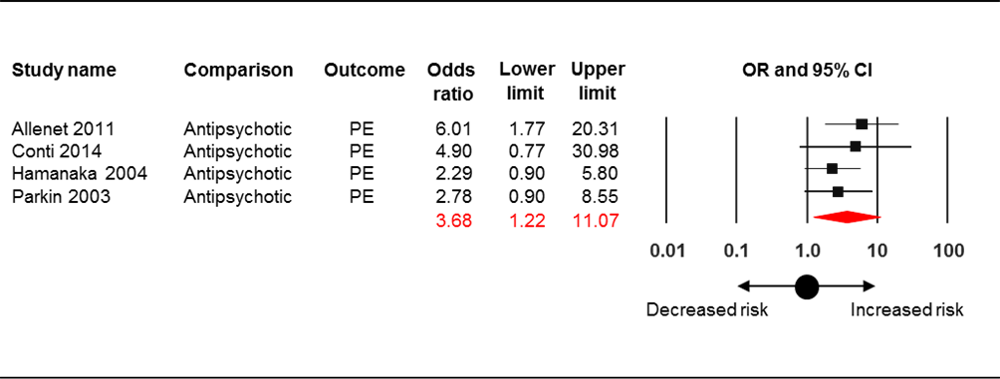 Study name Comparison Outcome Odds ratio Lower limit Upper limit OR and 95% CI
Allenet 2011 Antipsychotic PE 6.01 1.77 20.31
Conti 2014 Antipsychotic PE 4.90 0.77 30.98
Hamanaka 2004 Antipsychotic PE 2.29 0.90 5.80
Parkin 2003 Antipsychotic PE 2.78 0.90 8.55
3.68 1.22 11.07
0.01 0.1 1.0 10 100
Decreased risk Increased risk